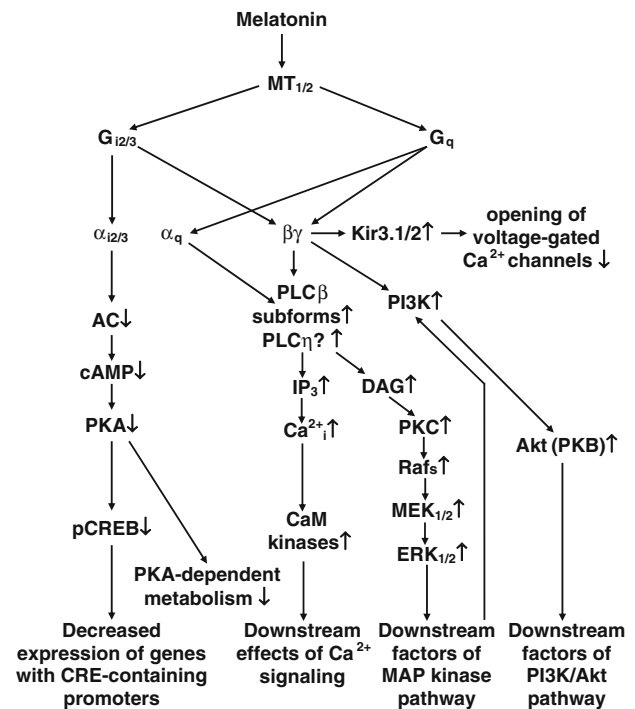 Melatonin
MT1/2
Gi2/3
Gq
αi2/3
αq
βγ
Kir3.1/2↑
opening of
voltage-gated
Ca2+ channels ↓
PLCβ
subforms↑
PLCη? ↑
PI3K↑
AC↓
cAMP↓
IP3↑
DAG↑
PKA↓
Ca2+i↑
PKC↑
Akt (PKB)↑
Rafs↑
MEK1/2↑
pCREB↓
CaM
kinases↑
ERK1/2↑
PKA-dependent
metabolism ↓
Decreased
expression of genes
with CRE-containing
promoters
Downstream
effects of Ca2+
signaling
Downstream
factors of
MAP kinase
pathway
Downstream
factors of
PI3K/Akt
pathway